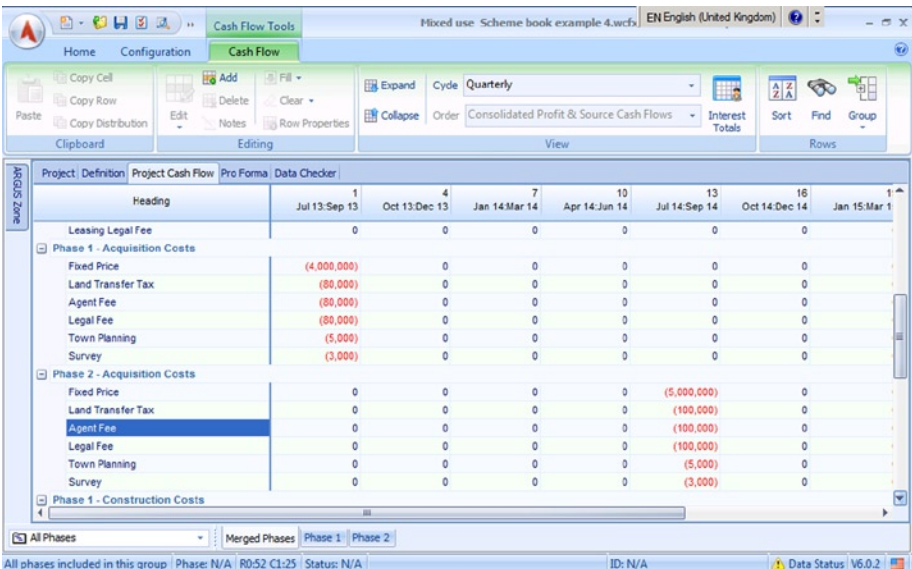 Cash Flow Tools
Mixed use Scheme book example 4.wcfx
EN English (United Kingdom)
Home Configuration Cash Flow
Paste
Copy Cell
Copy Row
Copy Distribution
Clipboard
Edit
Add
Delete
Notes
Fill
Clear
Row Properties
Editing
Expand
Collapse
Cycle Quarterly
Order Consolidated Profit & Source Cash Flows
Interest
Totals
View
Sort Find Group
Rows
ARGUS Zone
Project Definition Project Cash Flow Pro Forma Data Checker
Heading
1 4 7 10 13 16
Jul 13:Sep 13 Oct 13:Dec 13 Jan 14:Mar 14 Apr 14:Jun 14 Jul 14:Sep 14 Oct 14:Dec 14 Jan 15:Mar 1
Leasing Legal Fee 0 0 0 0 0 0
Phase 1 - Acquisition Costs
Fixed Price (4,000,000) 0 0 0 0 0
Land Transfer Tax (80,000) 0 0 0 0 0
Agent Fee (80,000) 0 0 0 0 0
Legal Fee (80,000) 0 0 0 0 0
Town Planning (5,000) 0 0 0 0 0
Survey (3,000) 0 0 0 0 0
Phase 2 - Acquisition Costs
Fixed Price 0 0 0 0 (5,000,000) 0
Land Transfer Tax 0 0 0 0 (100,000) 0
Agent Fee 0 0 0 0 (100,000) 0
Legal Fee 0 0 0 0 (100,000) 0
Town Planning 0 0 0 0 (5,000) 0
Survey 0 0 0 0 (3,000) 0
Phase 1 - Construction Costs
All Phases Merged Phases Phase 1 Phase 2
All phases included in this group Phase: N/A R0:52 C1:25 Status: N/A ID: N/A Data Status V6.0.2